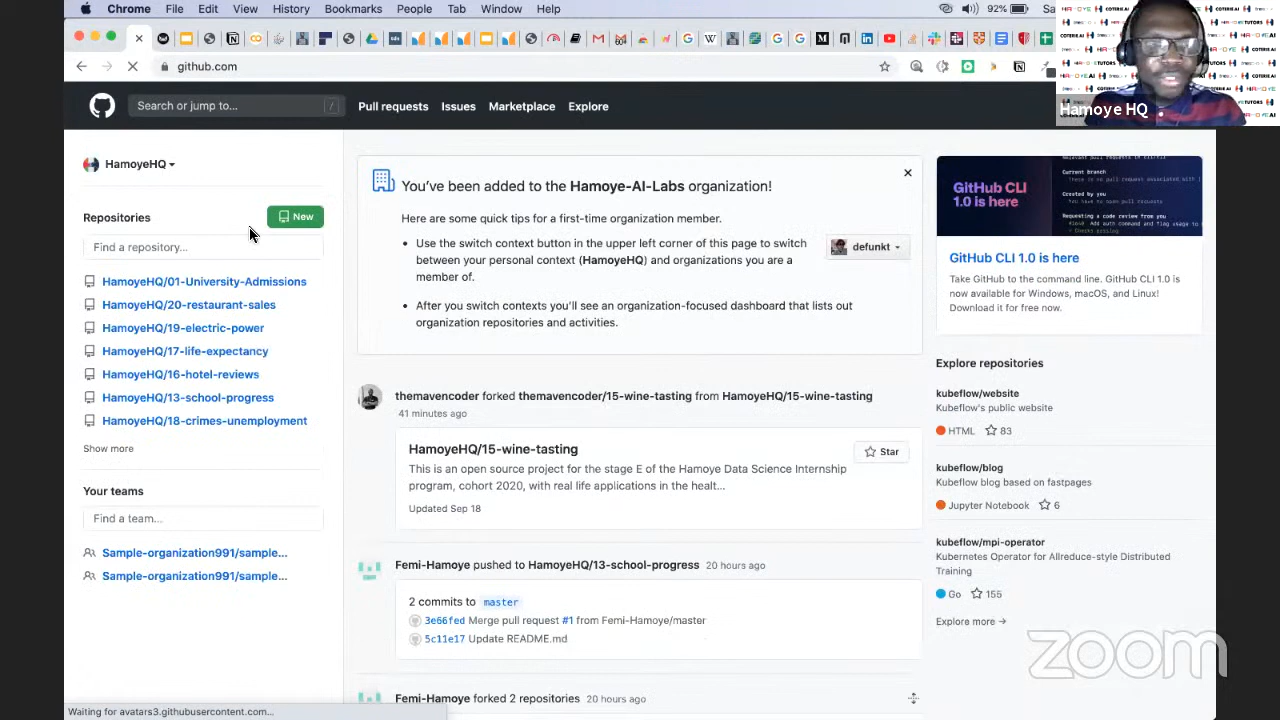 Chrome File Edit View History Bookmarks People Tab Window Help
92%
github.com
Search or jump to... /
Pull requests Issues Explore
Hamoye HQ
HamoyeHQ
You've been added to the Hamoye-AI-Labs organization!
Here are some quick tips for a first-time organization member.
Use the switch context button in the upper left corner of this page to switch
between your personal context (HamoyeHQ) and organizations you are a
member of.
defunkt
After you switch contexts you'll see an organization-focused dashboard that lists out
organization repositories and activities.
Repositories
New
Find a repository...
HamoyeHQ/01-University-Admissions
HamoyeHQ/20-restaurant-sales
HamoyeHQ/19-electric-power
HamoyeHQ/17-life-expectancy
HamoyeHQ/16-hotel-reviews
HamoyeHQ/13-school-progress
HamoyeHQ/18-crimes-unemployment
Show more
Your teams
Find a team...
Sample-organization991/sample...
Sample-organization991/sample...
themavencoder forked themavencoder/15-wine-tasting from HamoyeHQ/15-wine-tasting
41 minutes ago
HamoyeHQ/15-wine-tasting
Star
This is an open source project for the stage E of the Hamoye Data Science Internship
program, cohort 2020, with real life applications in the healt...
Updated Sep 18
Femi-Hamoye pushed to HamoyeHQ/13-school-progress 20 hours ago
2 commits to master
3e66fed Merge pull request #1 from Femi-Hamoye/master
5c11e17 Update README.md
Femi-Hamoye forked 2 repositories 20 hours ago
GitHub CLI
1.0 is here
Current branch
Created by you
Requesting a code review from you
GitHub CLI 1.0 is here
Take GitHub to the command line. GitHub CLI 1.0 is
now available for Windows, macOS, and Linux!
Download it for free now.
Explore repositories
kubeflow/website
Kubeflow's public website
HTML 83
kubeflow/blog
Kubeflow blog based on fastpages
Jupyter Notebook 6
kubeflow/mpi-operator
Kubernetes Operator for Allreduce-style Distributed
Training
Go 155
Explore more →
zoom
Waiting for avatars3.githubusercontent.com...